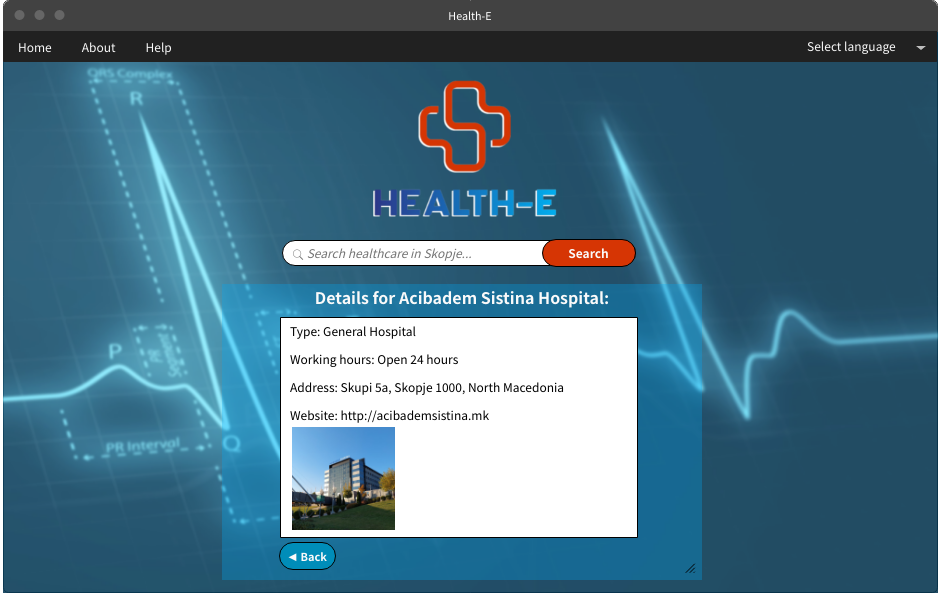 Health-E
Home About Help Select language
QRS Complex
R
HEALTH-E
Search healthcare in Skopje... Search
Details for Acibadem Sistina Hospital:
Type: General Hospital
Working hours: Open 24 hours
P
Address: Skupi 5a, Skopje 1000, North Macedonia
Website: http://acibademsistina.mk
Q
PR Interval
◄ Back